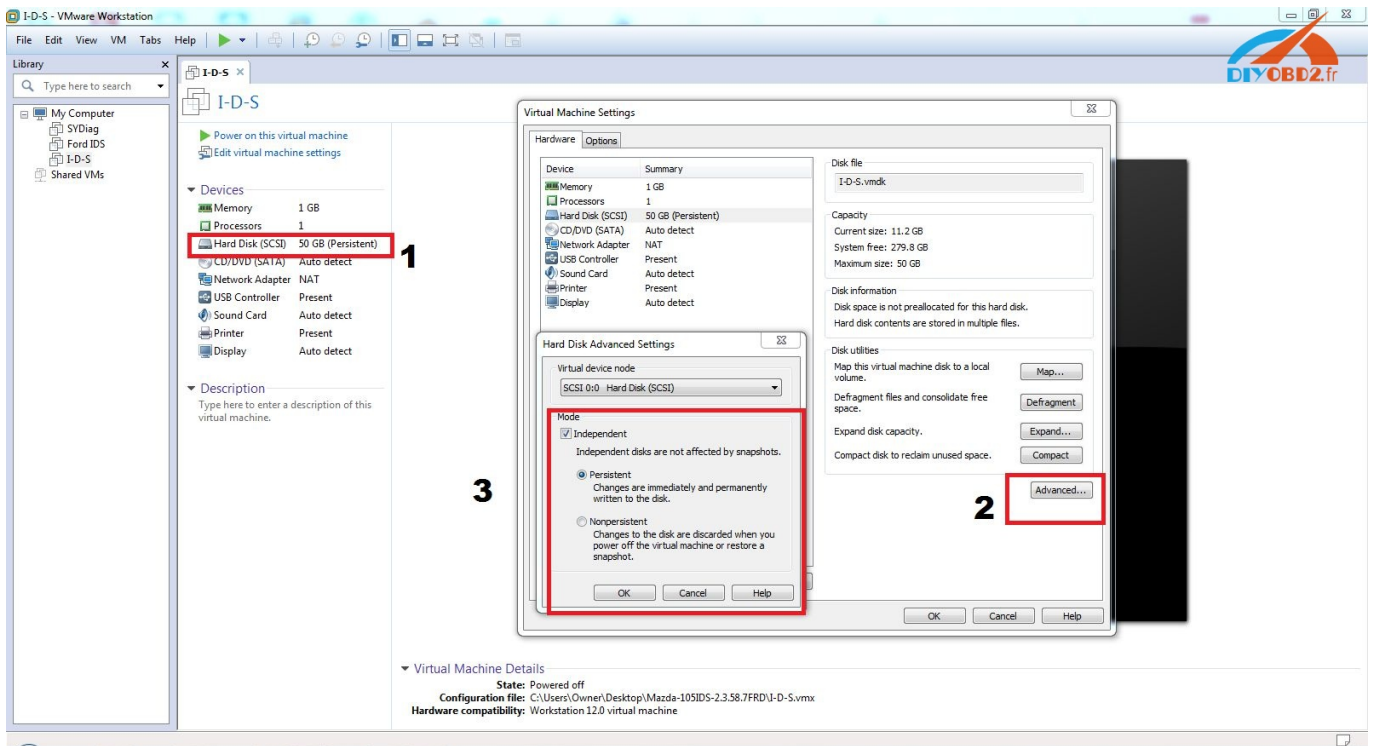 I-D-S - VMware Workstation
File Edit View VM Tabs Help
DIYOBD2.fr
Library
Type here to search
My Computer
SYDiag
Ford IDS
I-D-S
Shared VMs
I-D-S
I-D-S
Power on this virtual machine
Edit virtual machine settings
Devices
Memory 1 GB
Processors 1
Hard Disk (SCSI) 50 GB (Persistent)
CD/DVD (SATA) Auto detect
Network Adapter NAT
USB Controller Present
Sound Card Auto detect
Printer Present
Display Auto detect
1
Description
Type here to enter a description of this
virtual machine.
Virtual Machine Settings
Hardware Options
Device Summary
Memory 1 GB
Processors 1
Hard Disk (SCSI) 50 GB (Persistent)
CD/DVD (SATA) Auto detect
Network Adapter NAT
USB Controller Present
Sound Card Auto detect
Printer Present
Display Auto detect
Disk file
I-D-S.vmdk
Capacity
Current size: 11.2 GB
System free: 279.8 GB
Maximum size: 50 GB
Disk information
Disk space is not preallocated for this hard disk.
Hard disk contents are stored in multiple files.
Disk utilities
Map this virtual machine disk to a local
volume.
Map...
Defragment files and consolidate free
space.
Defragment
Expand disk capacity.
Expand...
Compact disk to reclaim unused space.
Compact
Advanced...
2
Hard Disk Advanced Settings
Virtual device node
SCSI 0:0 Hard Disk (SCSI)
Mode
Independent
Independent disks are not affected by snapshots.
Persistent
Changes are immediately and permanently
written to the disk.
Nonpersistent
Changes to the disk are discarded when you
power off the virtual machine or restore a
snapshot.
OK Cancel Help
3
OK Cancel Help
Virtual Machine Details
State: Powered off
Configuration file: C:\Users\Owner\Desktop\Mazda-105IDS-2.3.58.7FRD\I-D-S.vmx
Hardware compatibility: Workstation 12.0 virtual machine